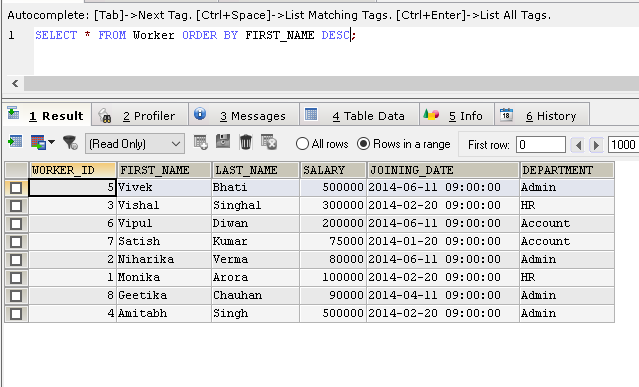 Autocomplete: [Tab]->Next Tag. [Ctrl+Space]->List Matching Tags. [Ctrl+Enter]->List All Tags.
1 SELECT * FROM Worker ORDER BY FIRST_NAME DESC;
1 Result 2 Profiler 3 Messages 4 Table Data 5 Info 18 6 History
(Read Only) All rows Rows in a range First row: 0 1000
WORKER_ID FIRST_NAME LAST_NAME SALARY JOINING_DATE DEPARTMENT
5 Vivek Bhati 500000 2014-06-11 09:00:00 Admin
3 Vishal Singhal 300000 2014-02-20 09:00:00 HR
6 Vipul Diwan 200000 2014-06-11 09:00:00 Account
7 Satish Kumar 75000 2014-01-20 09:00:00 Account
2 Niharika Verma 80000 2014-06-11 09:00:00 Admin
1 Monika Arora 100000 2014-02-20 09:00:00 HR
8 Geetika Chauhan 90000 2014-04-11 09:00:00 Admin
4 Amitabh Singh 500000 2014-02-20 09:00:00 Admin